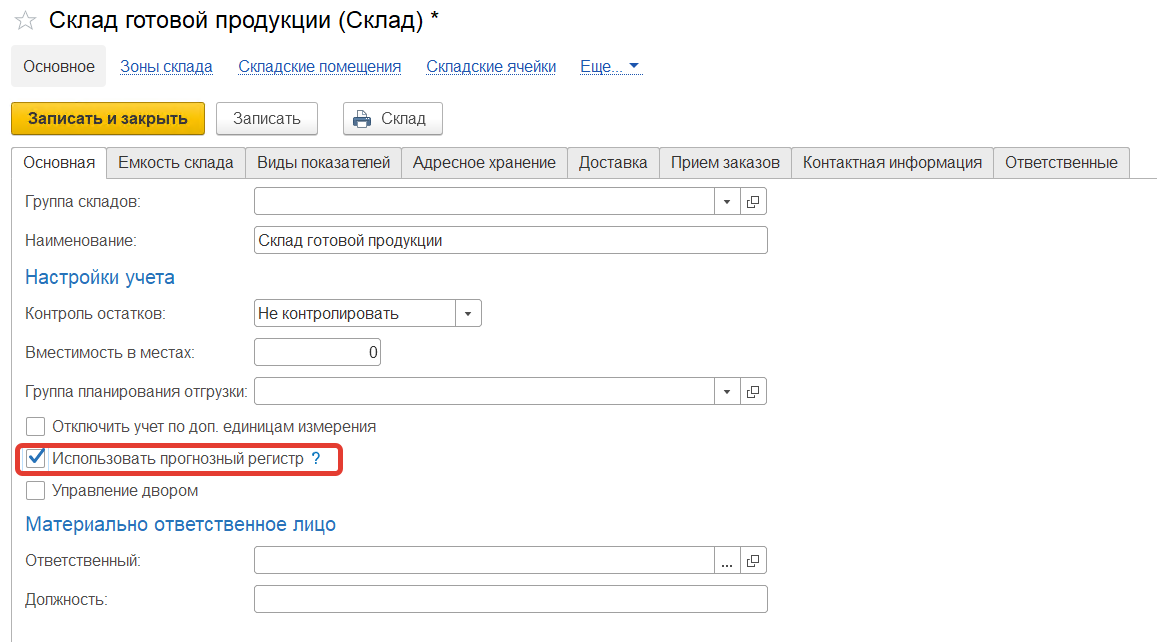 Склад готовой продукции (Склад) *
Основное Зоны склада Складские помещения Складские ячейки Еще...
Записать и закрыть Записать Склад
Основная Емкость склада Виды показателей Адресное хранение Доставка Прием заказов Контактная информация Ответственные
Группа складов:
Наименование: Склад готовой продукции
Настройки учета
Контроль остатков: Не контролировать
Вместимость в местах: 0
Группа планирования отгрузки:
Отключить учет по доп. единицам измерения
Использовать прогнозный регистр ?
Управление двором
Материально ответственное лицо
Ответственный: ...
Должность: